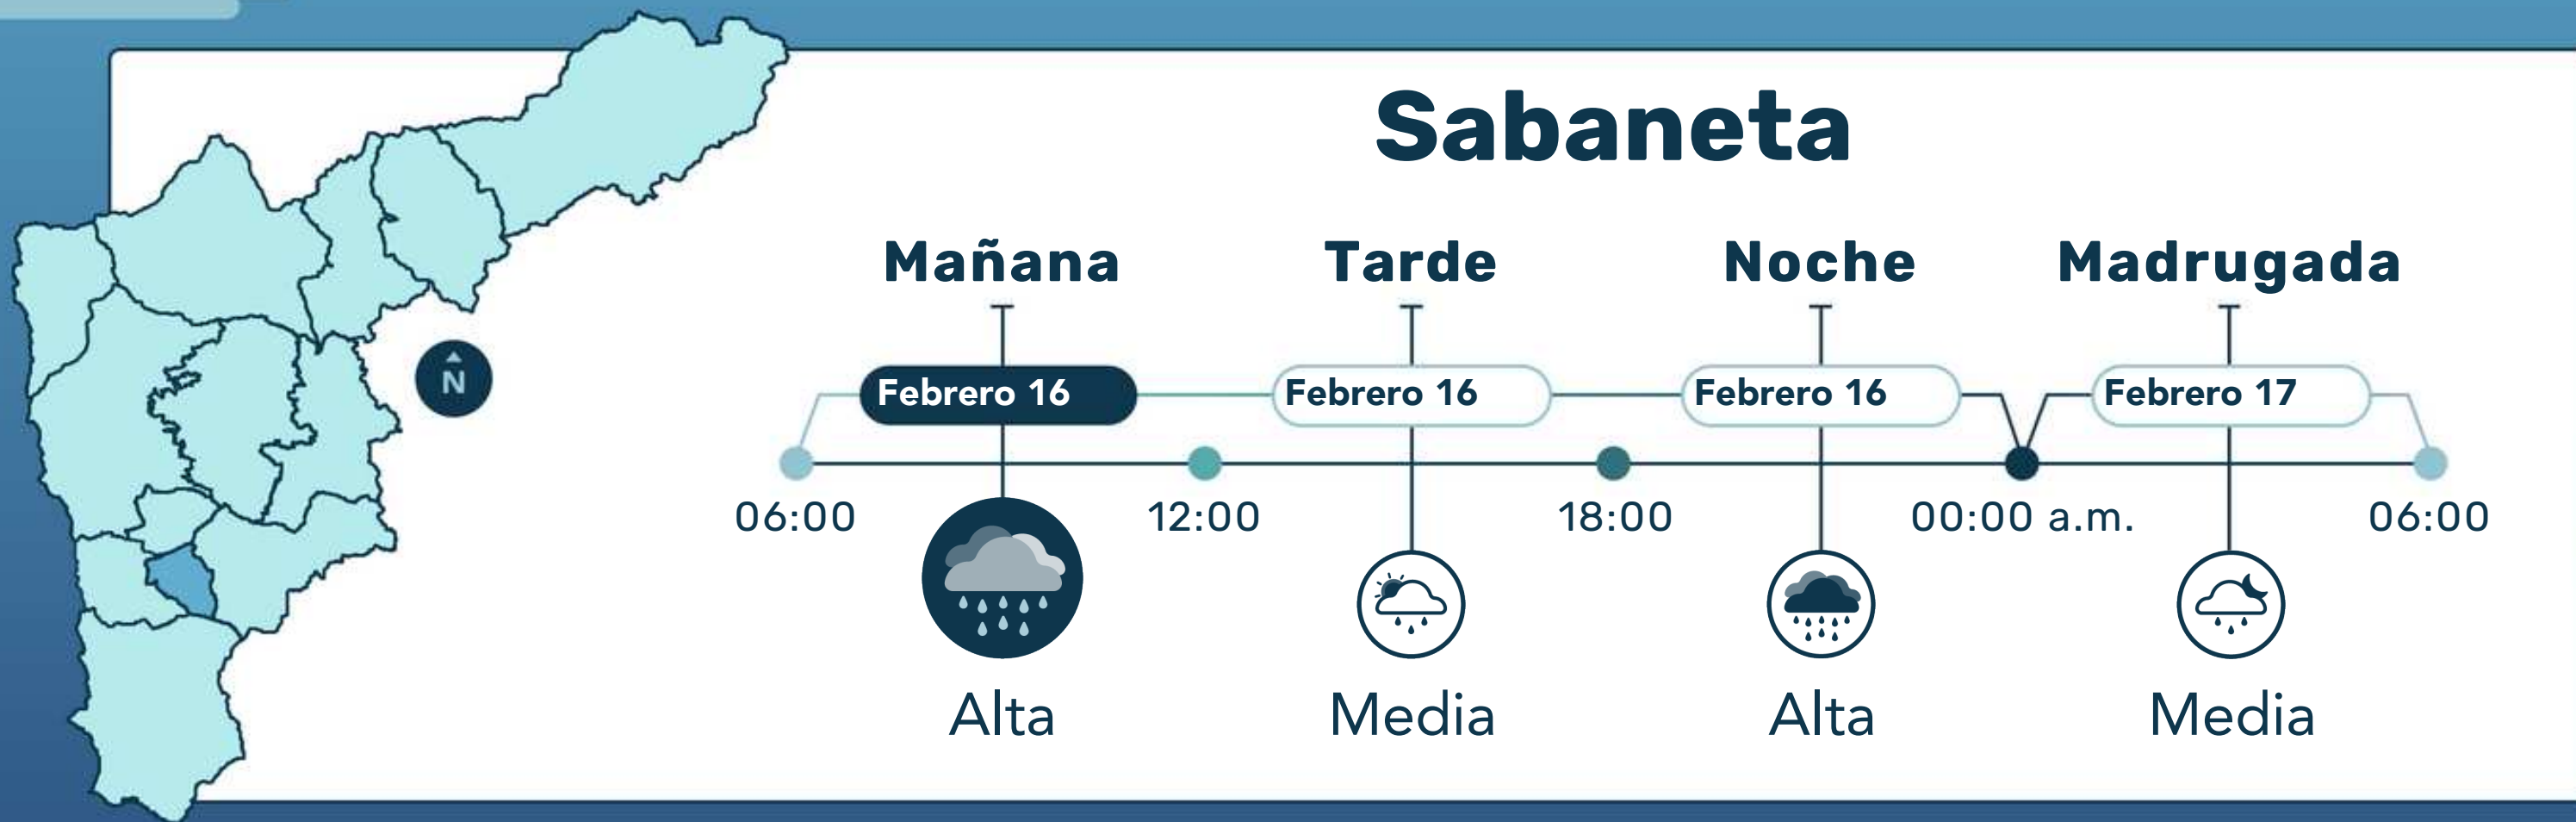 Sabaneta
Mañana Tarde Noche Madrugada
Febrero 16 Febrero 16 Febrero 16 Febrero 17
N
06:00 12:00 18:00 00:00 a.m. 06:00
Alta Media Alta Media